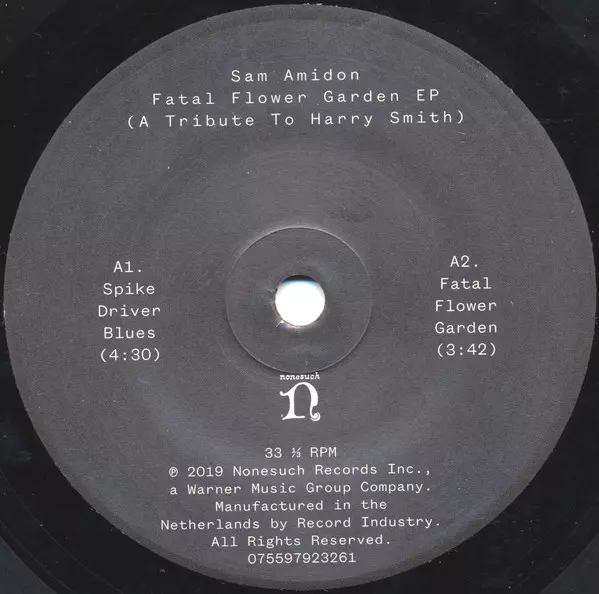 Sam Amidon
Fatal Flower Garden EP
(A Tribute To Harry Smith)
A1.
Spike
Driver
Blues
(4:30)
A2.
Fatal
Flower
Garden
(3:42)
nonesuch
n
33 ⅓ RPM
℗ 2019 Nonesuch Records Inc.,
a Warner Music Group Company.
Manufactured in the
Netherlands by Record Industry.
All Rights Reserved.
075597923261